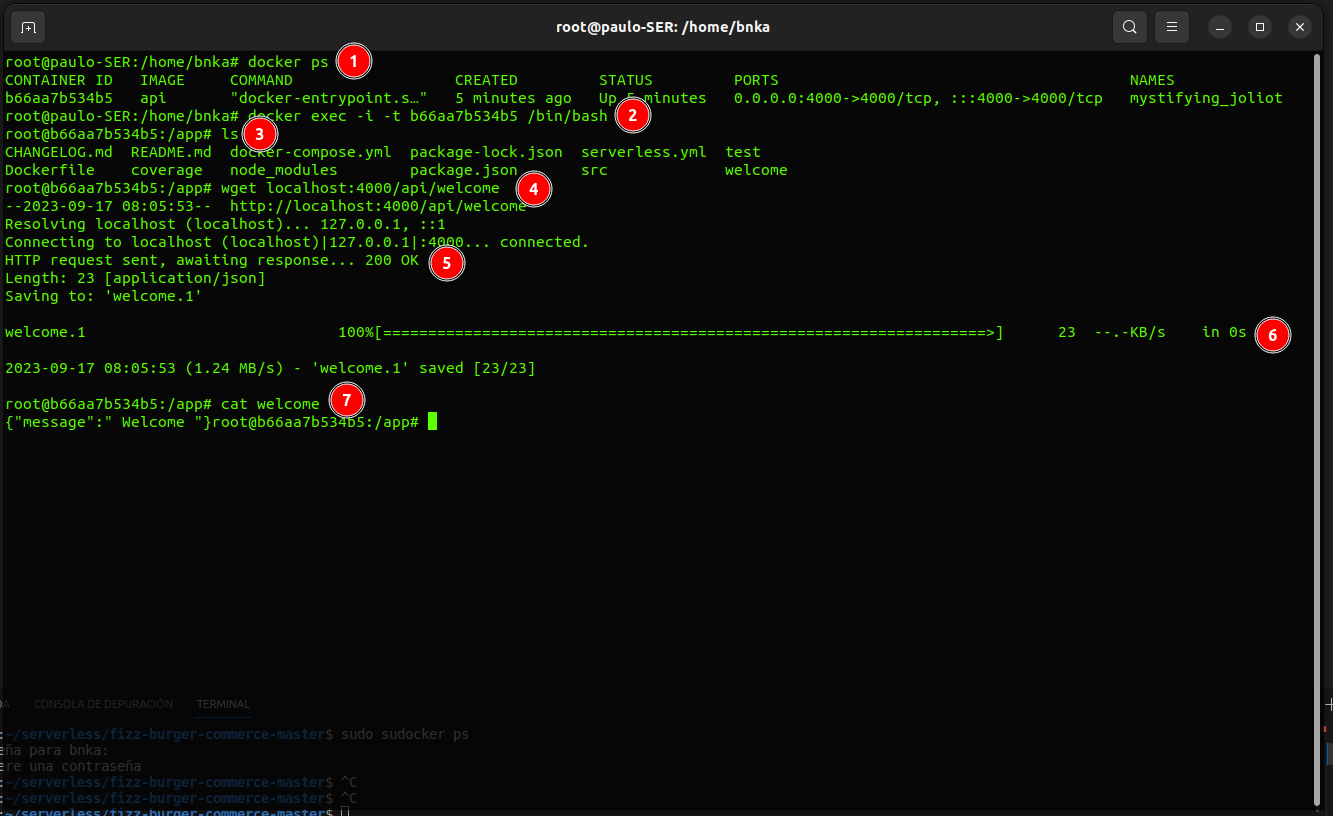 root@paulo-SER: /home/bnka
root@paulo-SER:/home/bnka# docker ps 1
CONTAINER ID   IMAGE     COMMAND                  CREATED         STATUS         PORTS                                       NAMES
b66aa7b534b5   api       "docker-entrypoint.s…"   5 minutes ago   Up 5 minutes   0.0.0.0:4000->4000/tcp, :::4000->4000/tcp   mystifying_joliot
root@paulo-SER:/home/bnka# docker exec -i -t b66aa7b534b5 /bin/bash 2
root@b66aa7b534b5:/app# ls 3
CHANGELOG.md  README.md  docker-compose.yml  package-lock.json  serverless.yml  test
Dockerfile    coverage   node_modules        package.json       src             welcome
root@b66aa7b534b5:/app# wget localhost:4000/api/welcome 4
--2023-09-17 08:05:53--  http://localhost:4000/api/welcome
Resolving localhost (localhost)... 127.0.0.1, ::1
Connecting to localhost (localhost)|127.0.0.1|:4000... connected.
HTTP request sent, awaiting response... 200 OK 5
Length: 23 [application/json]
Saving to: 'welcome.1'
welcome.1                            100%[===================================================================>]      23  --.-KB/s    in 0s 6
2023-09-17 08:05:53 (1.24 MB/s) - 'welcome.1' saved [23/23]
root@b66aa7b534b5:/app# cat welcome 7
{"message":" Welcome "}root@b66aa7b534b5:/app#
CONSOLA DE DEPURACIÓN TERMINAL
:~/serverless/fizz-burger-commerce-master$ sudo sudocker ps
para bnka:
una contraseña
:~/serverless/fizz-burger-commerce-master$ ^C
:~/serverless/fizz-burger-commerce-master$ ^C
:~/serverless/fizz-burger-commerce-master$